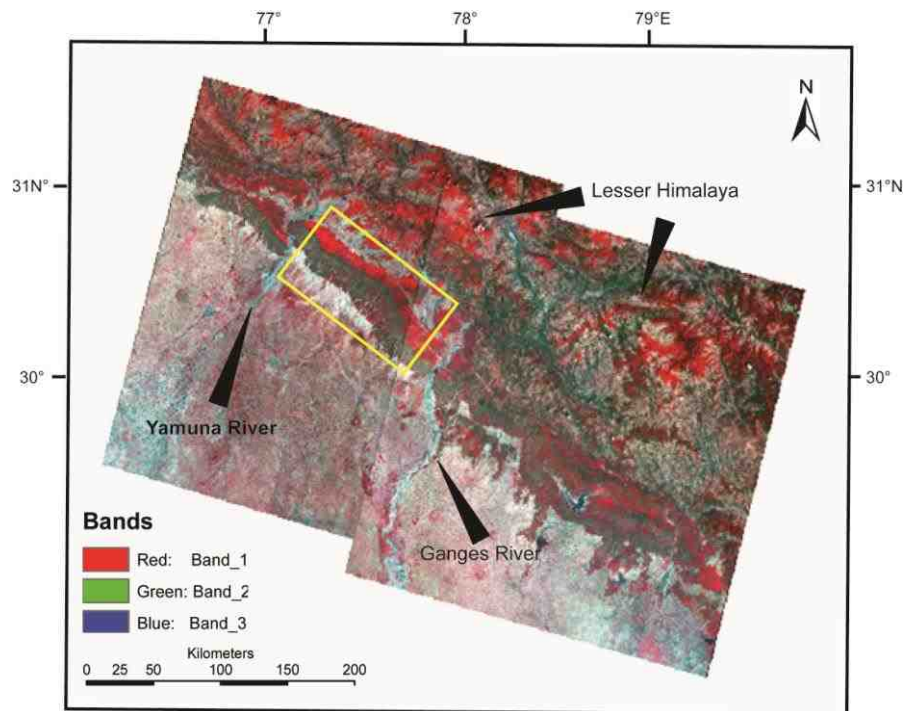 77° 78° 79°E
N
31N° 31°N
Lesser Himalaya
30° 30°
Yamuna River
Bands
Ganges River
Red: Band_1
Green: Band_2
Blue: Band_3
Kilometers
0 25 50 100 150 200